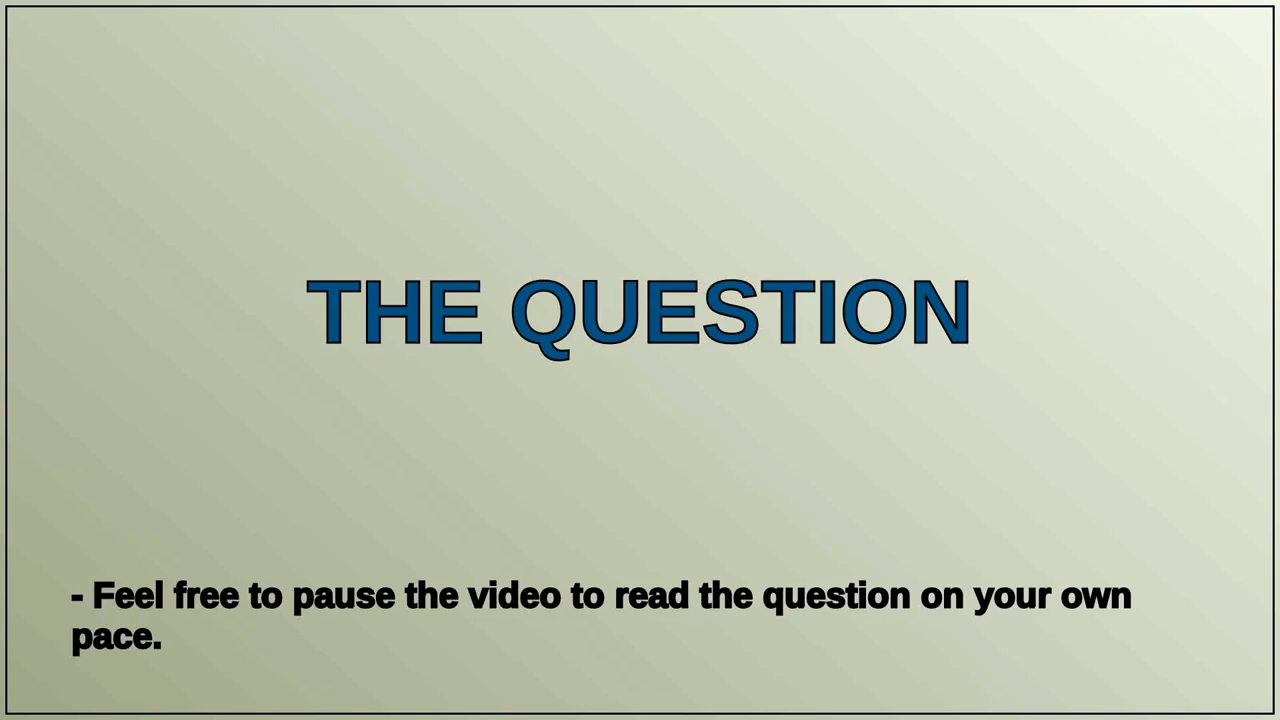 THE QUESTION
- Feel free to pause the video to read the question on your own
pace.